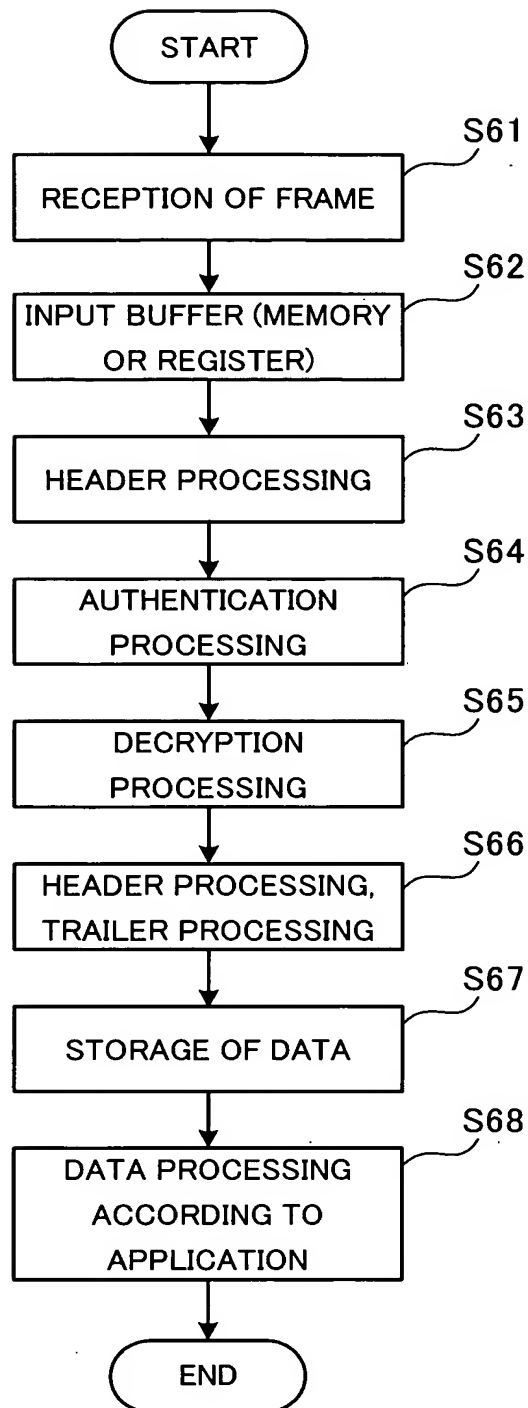 START
S61
RECEPTION OF FRAME
S62
INPUT BUFFER (MEMORY
OR REGISTER)
S63
HEADER PROCESSING
S64
AUTHENTICATION
PROCESSING
S65
DECRYPTION
PROCESSING
S66
HEADER PROCESSING,
TRAILER PROCESSING
S67
STORAGE OF DATA
S68
DATA PROCESSING
ACCORDING TO
APPLICATION
END